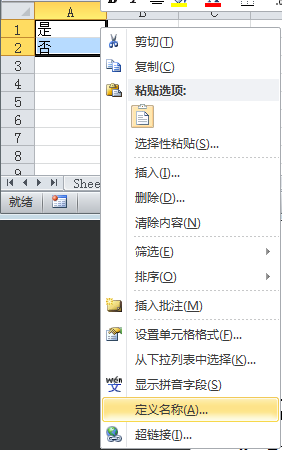 A B C
1 是
2 否
3
4
5
6
7
8
Shee
就绪
剪切(T)
复制(C)
粘贴选项:
选择性粘贴(S)...
插入(I)...
删除(D)...
清除内容(N)
筛选(E)
排序(O)
插入批注(M)
设置单元格格式(F)...
从下拉列表中选择(K)...
wén
文
显示拼音字段(S)
定义名称(A)...
超链接(I)...